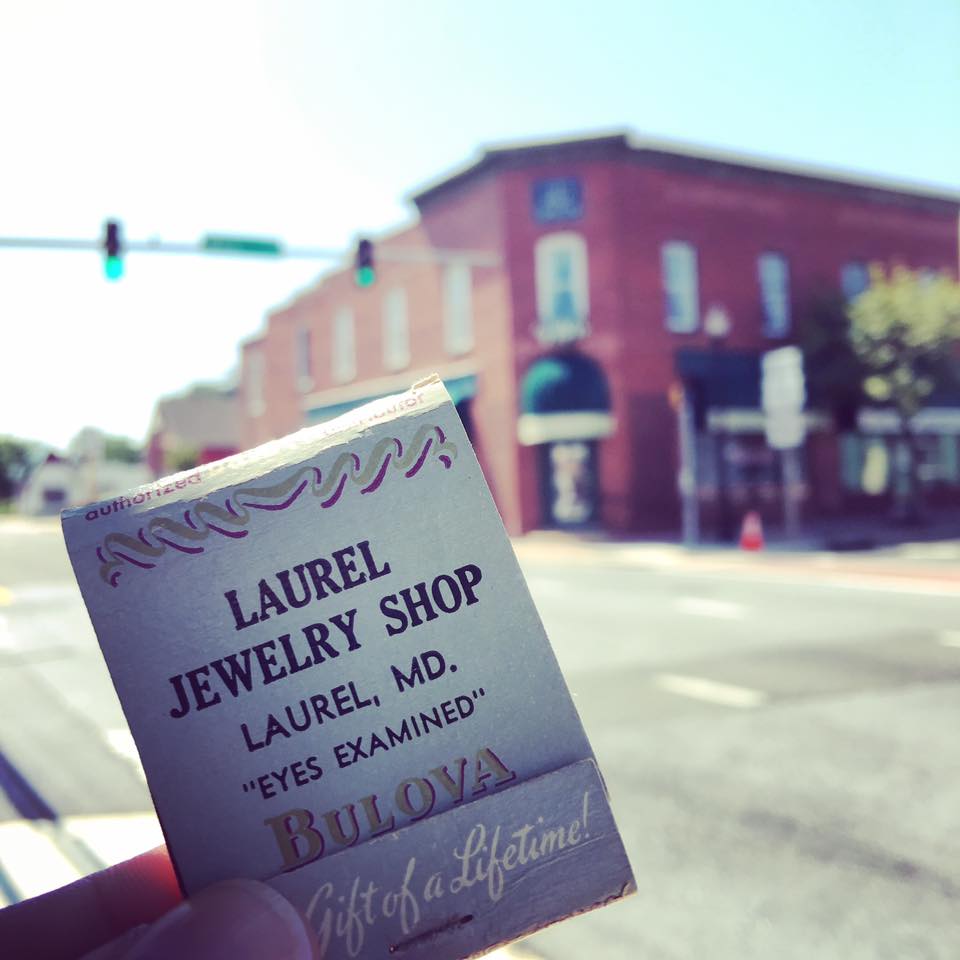 authorized
LAUREL
JEWELRY SHOP
LAUREL, MD.
"EYES EXAMINED"
BULOVA
Gift of a Lifetime!